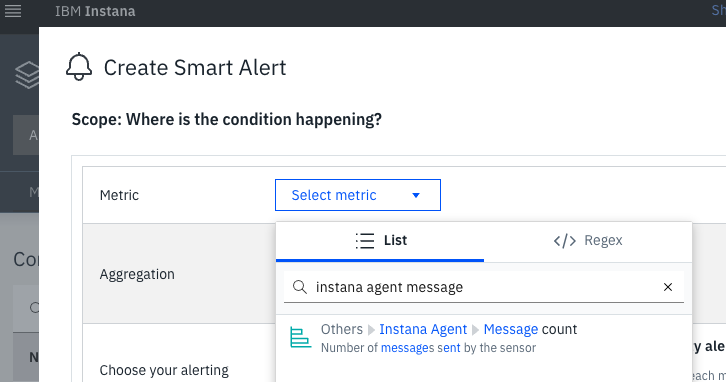 IBM Instana
Sh
Create Smart Alert
A
Scope: Where is the condition happening?
M
Metric
Select metric
List
Regex
Co
Aggregation
instana agent message
Others Instana Agent Message count
Number of messages sent by the sensor
N
Choose your alerting
y ale
each m